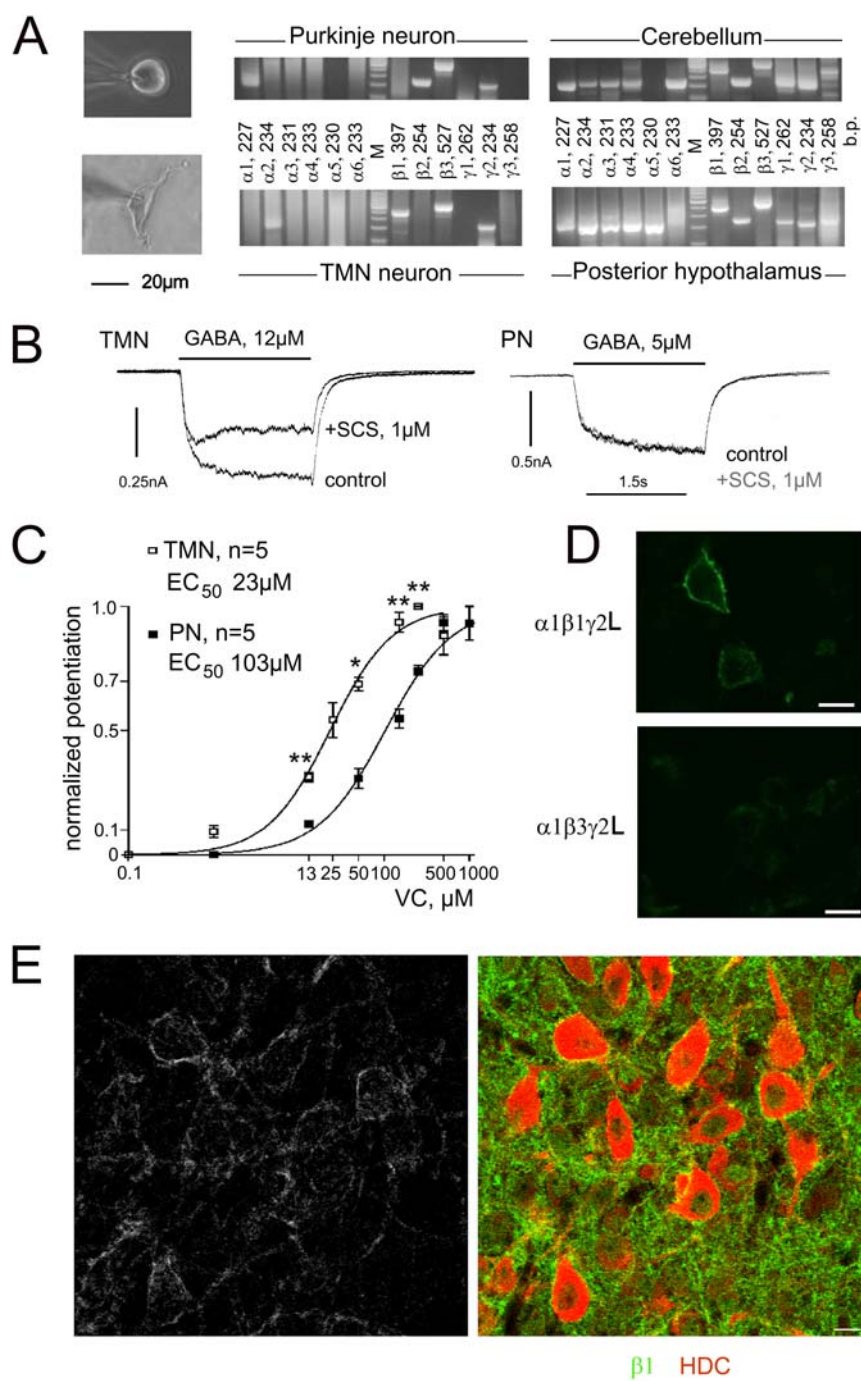 A
Purkinje neuron
Cerebellum
α1, 227
α2, 234
α3, 231
α4, 233
α5, 230
α6, 233
M
β1, 397
β2, 254
β3, 527
γ1, 262
γ2, 234
γ3, 258
α1, 227
α2, 234
α3, 231
α4, 233
α5, 230
α6, 233
M
β1, 397
β2, 254
β3, 527
γ1, 262
γ2, 234
γ3, 258
b.p.
20µm
TMN neuron
Posterior hypothalamus
B
TMN
GABA, 12µM
+SCS, 1µM
control
0.25nA
PN
GABA, 5µM
control
+SCS, 1µM
0.5nA
1.5s
C
TMN, n=5
EC50 23µM
PN, n=5
EC50 103µM
normalized potentiation
1.0
0.7
0.5
0.1
0
** * ** **
0.1 13 25 50 100 500 1000
VC, µM
D
α1β1γ2L
α1β3γ2L
E
β1 HDC